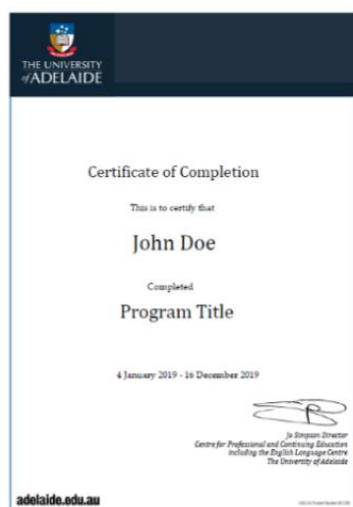 THE UNIVERSITY
of ADELAIDE
Certificate of Completion
This is to certify that
John Doe
Completed
Program Title
4 January 2019 - 16 December 2019
Jo Simpson Director
Centre for Professional and Continuing Education
including the English Language Centre
The University of Adelaide
adelaide.edu.au